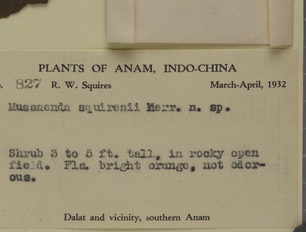 PLANTS OF ANAM, INDO-CHINA
o. 827 R. W. Squires March-April, 1932
Mussaenda squiresii Merr. n. sp.
Shrub 3 to 5 ft. tall, in rocky open
field. Fls. bright orange, not odor-
ous.
Dalat and vicinity, southern Anam